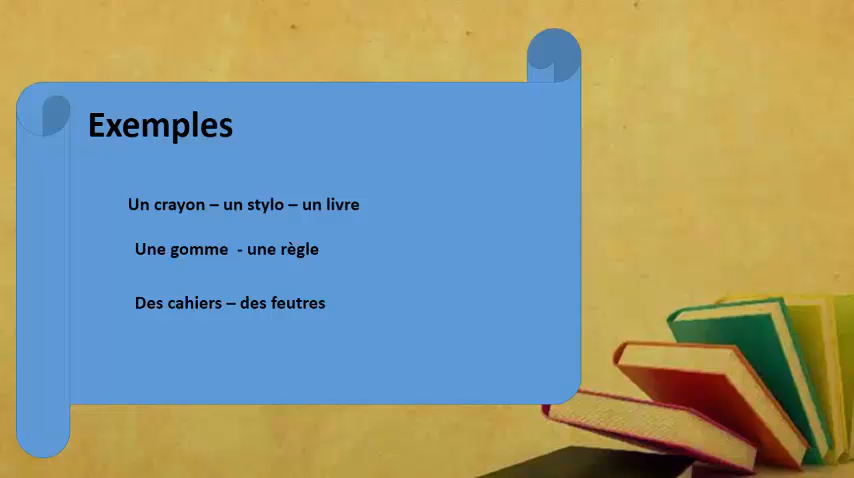 Exemples
Un crayon – un stylo – un livre
Une gomme  - une règle
Des cahiers – des feutres